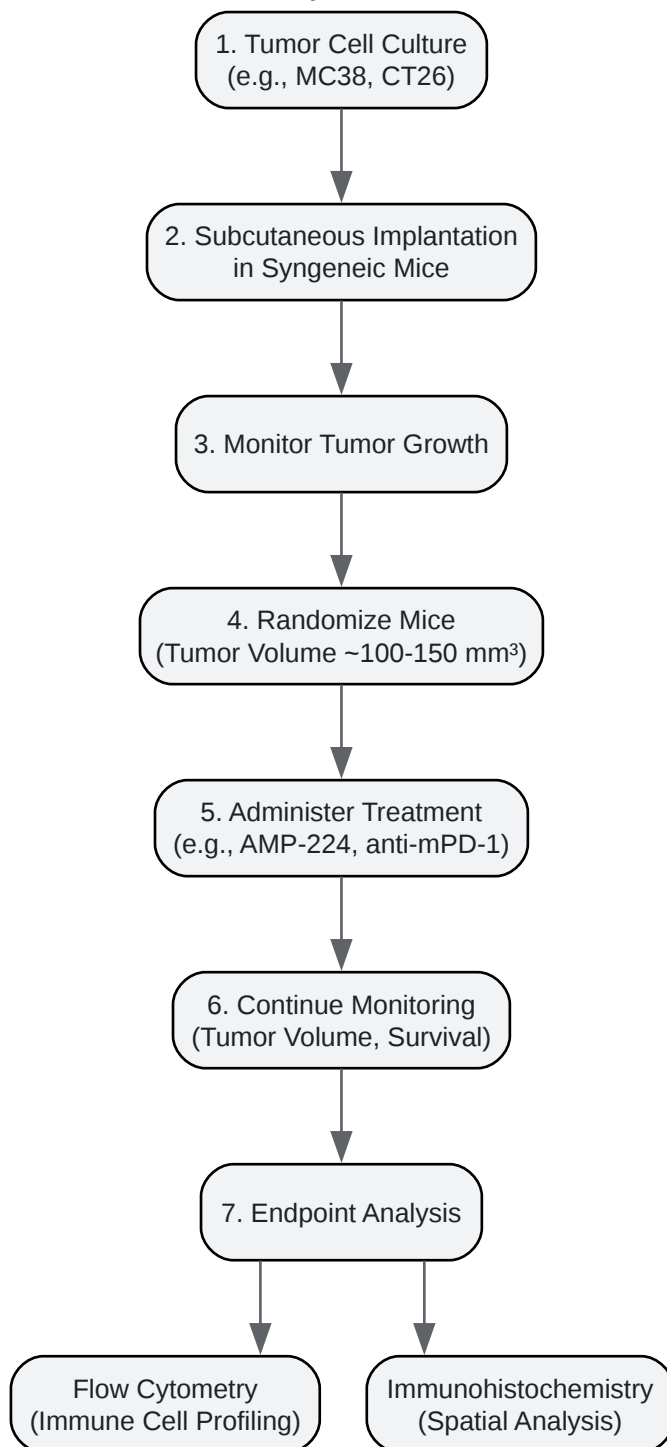 1. Tumor Cell Culture
(e.g., MC38, CT26)
2. Subcutaneous Implantation
in Syngeneic Mice
3. Monitor Tumor Growth
4. Randomize Mice
(Tumor Volume ~100-150 mm³)
5. Administer Treatment
(e.g., AMP-224, anti-mPD-1)
6. Continue Monitoring
(Tumor Volume, Survival)
7. Endpoint Analysis
Flow Cytometry
(Immune Cell Profiling)
Immunohistochemistry
(Spatial Analysis)